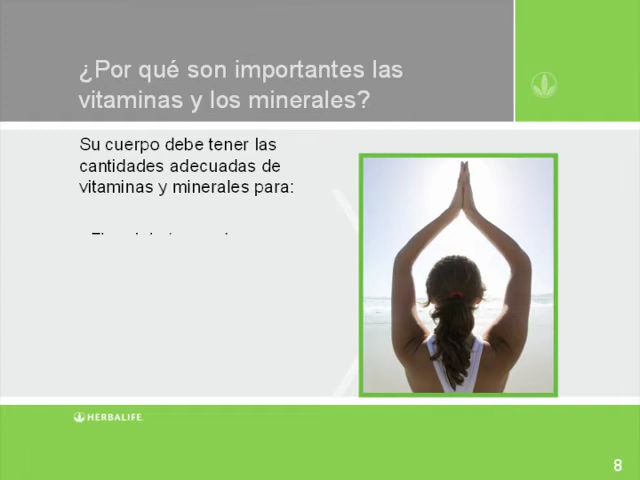 ¿Por qué son importantes las
vitaminas y los minerales?
Su cuerpo debe tener las
cantidades adecuadas de
vitaminas y minerales para:
HERBALIFE
8